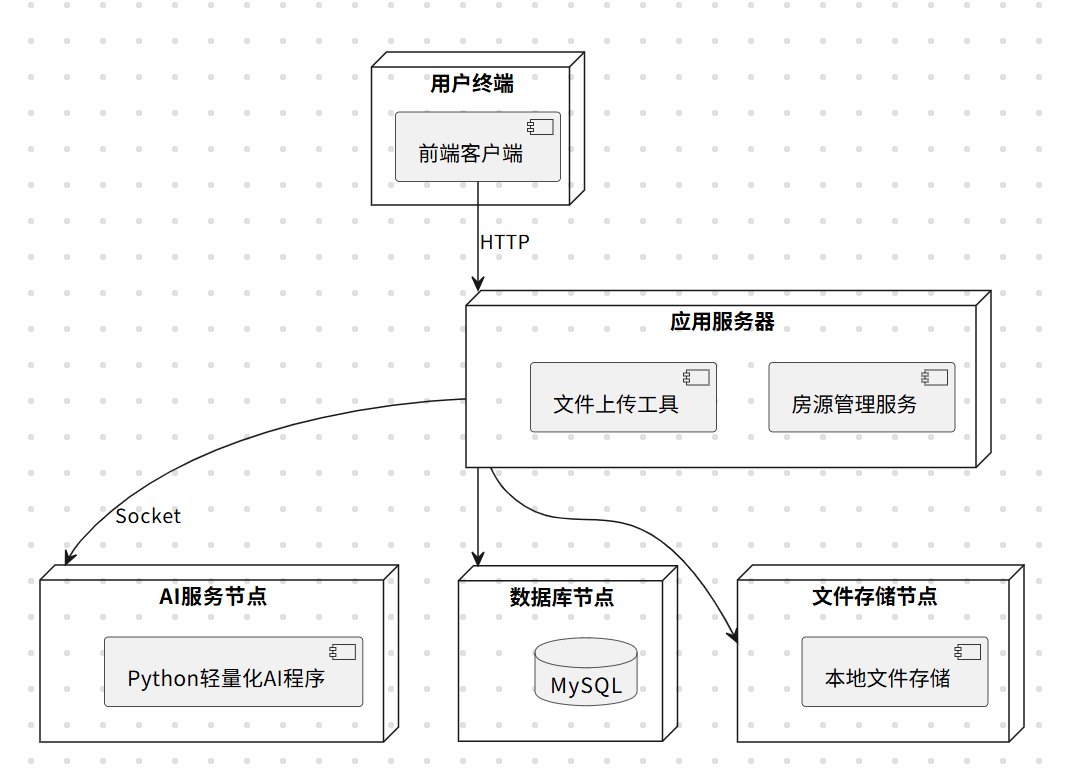 用户终端
前端客户端
HTTP
应用服务器
文件上传工具
房源管理服务
Socket
AI服务节点
Python轻量化AI程序
数据库节点
MySQL
文件存储节点
本地文件存储